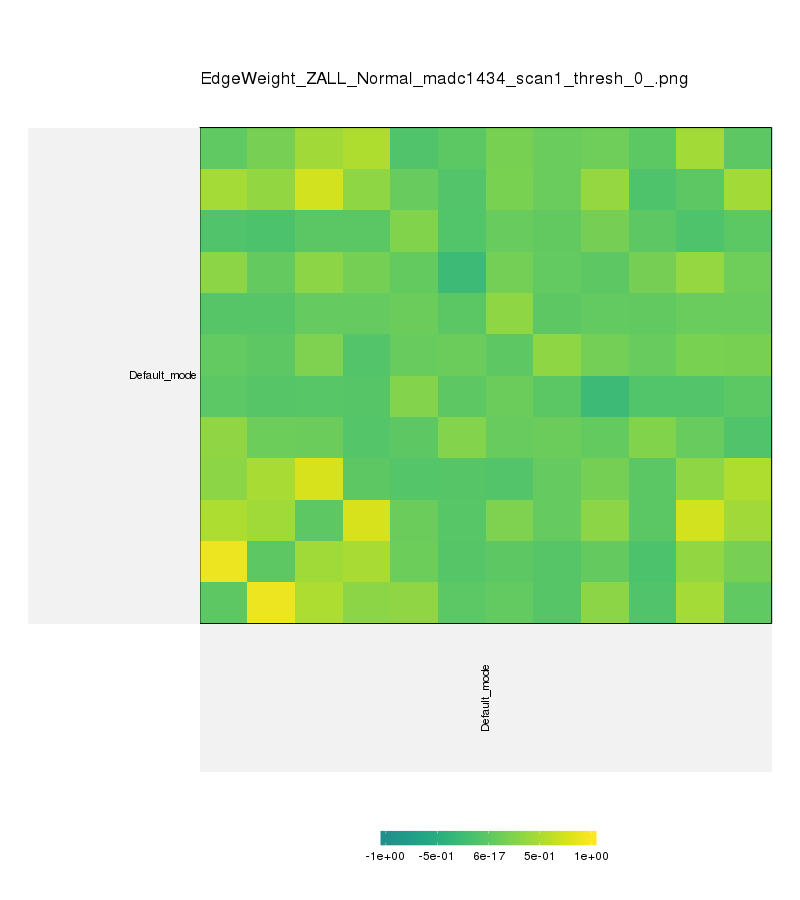 EdgeWeight_ZALL_Normal_madc1434_scan1_thresh_0_.png
Default_mode
Default_mode
-1e+00 -5e-01 6e-17 5e-01 1e+00